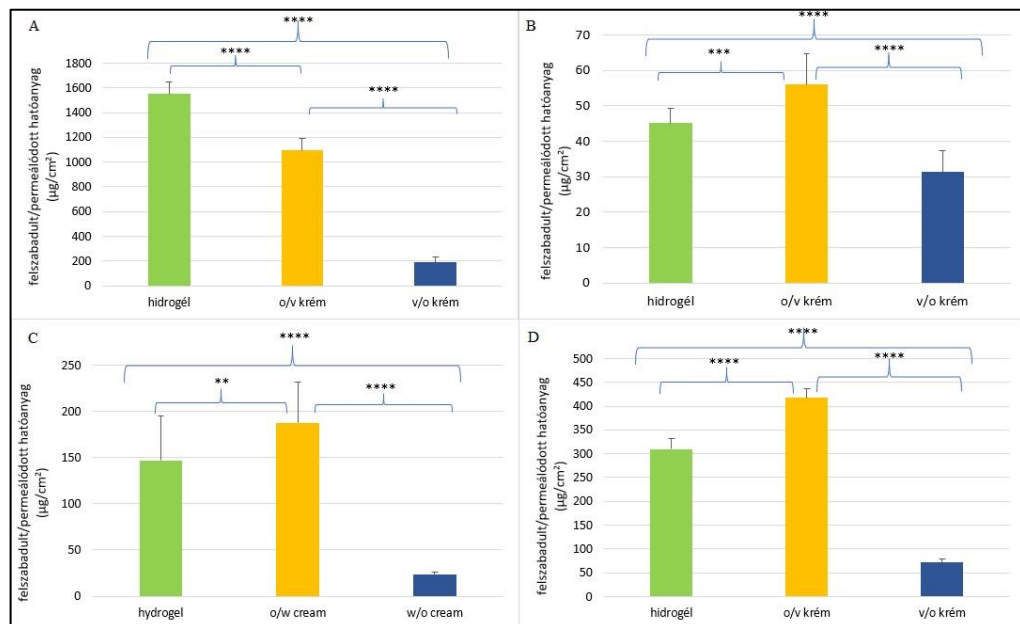 A
****
****
****
felszabadult/permeálódott hatóanyag
(µg/cm²)
1800
1600
1400
1200
1000
800
600
400
200
0
hidrogél
o/v krém
v/o krém
B
****
***
****
felszabadult/permeálódott hatóanyag
(µg/cm²)
70
60
50
40
30
20
10
0
hidrogél
o/v krém
v/o krém
C
****
**
****
felszabadult/permeálódott hatóanyag
(µg/cm²)
250
200
150
100
50
0
hydrogel
o/w cream
w/o cream
D
****
****
****
felszabadult/permeálódott hatóanyag
(µg/cm²)
500
450
400
350
300
250
200
150
100
50
0
hidrogél
o/v krém
v/o krém